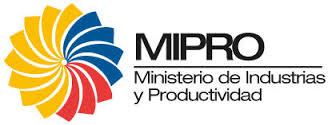 MIPRO
Ministerio de Industrias
y Productividad